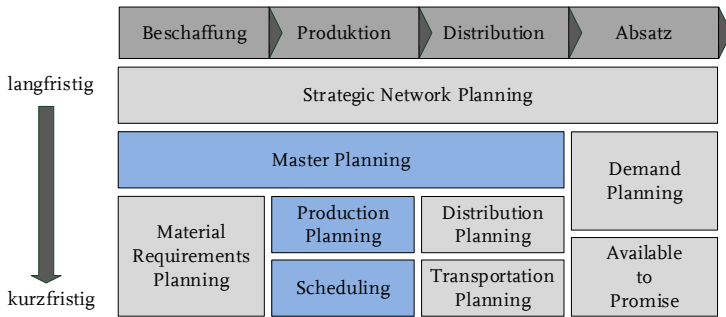 Beschaffung Produktion Distribution Absatz
langfristig
Strategic Network Planning
Master Planning
Demand
Planning
Material
Requirements
Planning
Production
Planning
Distribution
Planning
Available
to
Promise
Scheduling
Transportation
Planning
kurzfristig